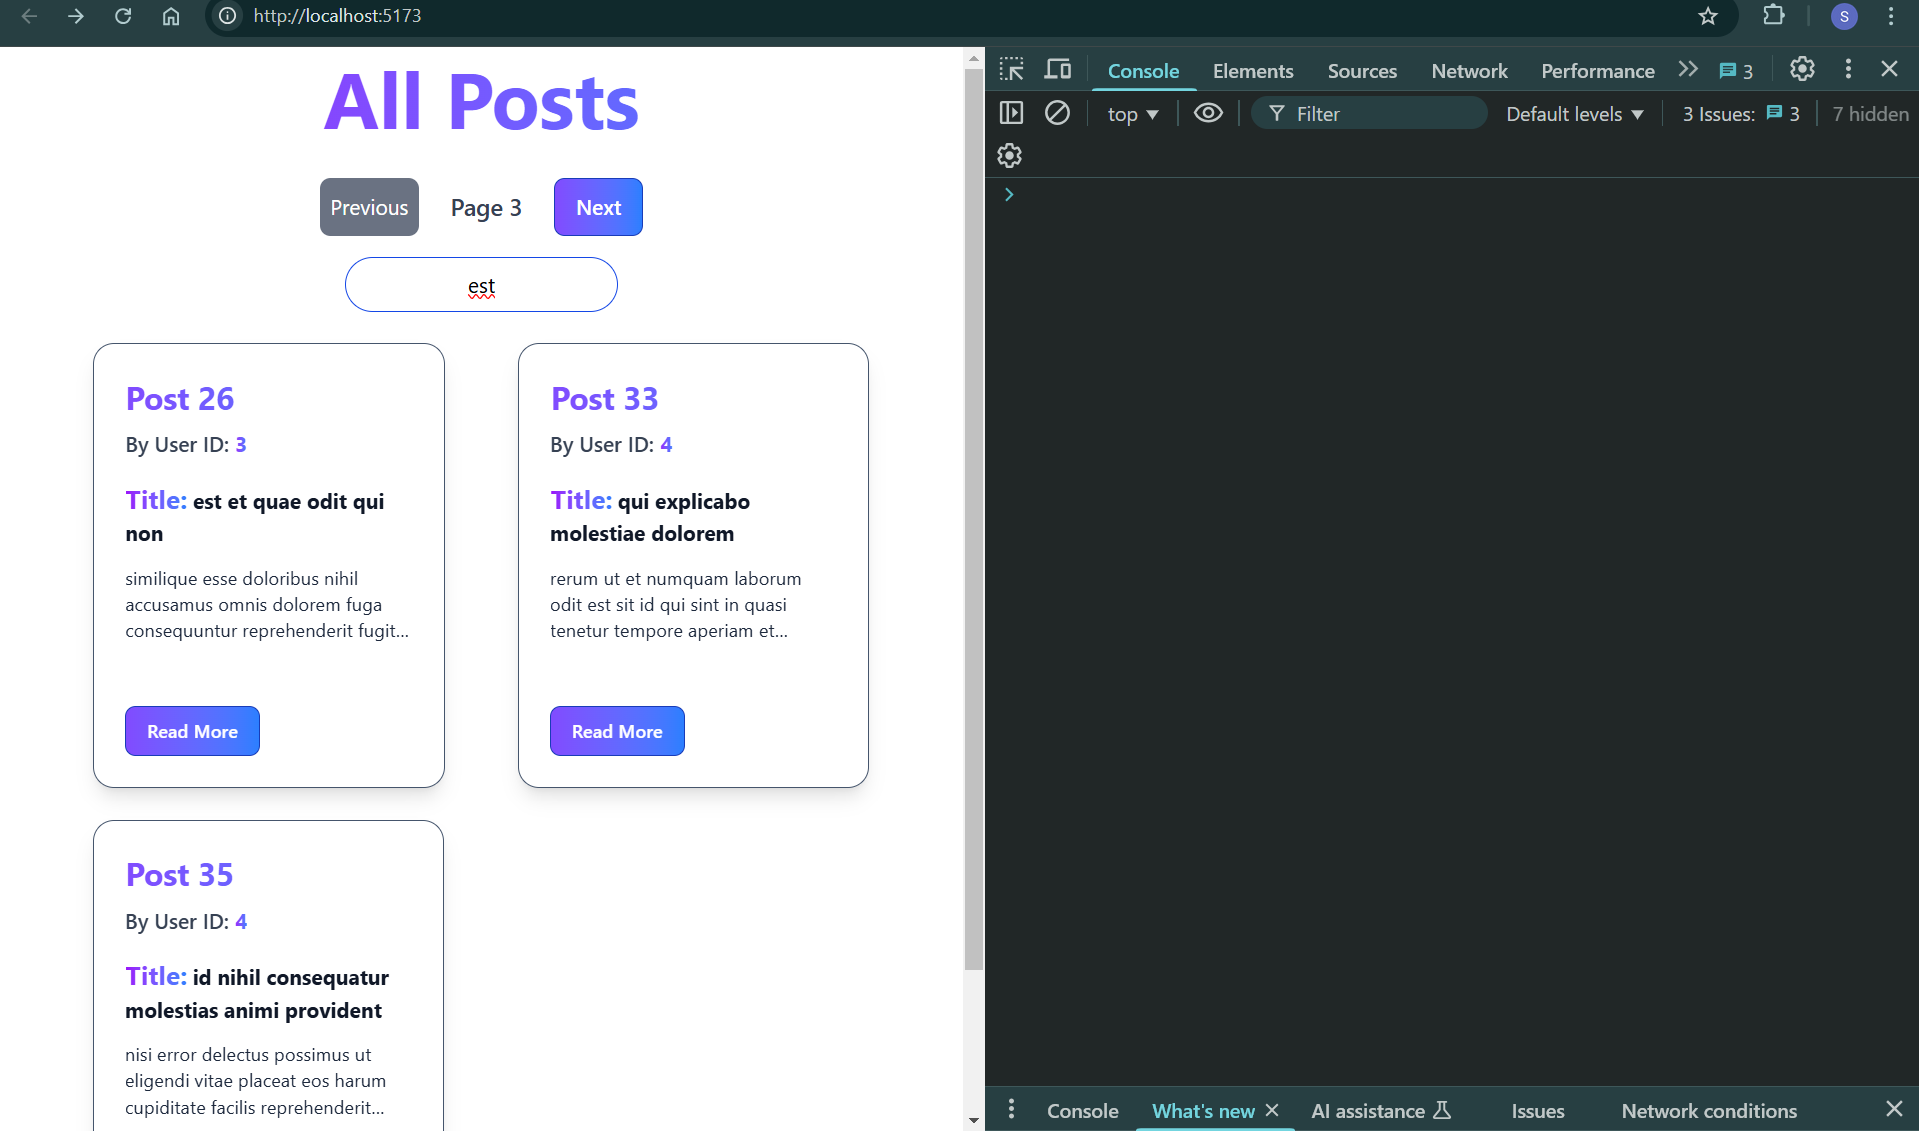 http://localhost:5173
S
All Posts
Previous
Page 3
Next
est
Post 26
By User ID: 3
Title: est et quae odit qui
non
similique esse doloribus nihil
accusamus omnis dolorem fuga
consequuntur reprehenderit fugit...
Read More
Post 33
By User ID: 4
Title: qui explicabo
molestiae dolorem
rerum ut et numquam laborum
odit est sit id qui sint in quasi
tenetur tempore aperiam et...
Read More
Post 35
By User ID: 4
Title: id nihil consequatur
molestias animi provident
nisi error delectus possimus ut
eligendi vitae placeat eos harum
cupiditate facilis reprehenderit...
Console Elements Sources Network Performance 3
top Filter Default levels 3 Issues: 3 7 hidden
Console What's new AI assistance Issues Network conditions